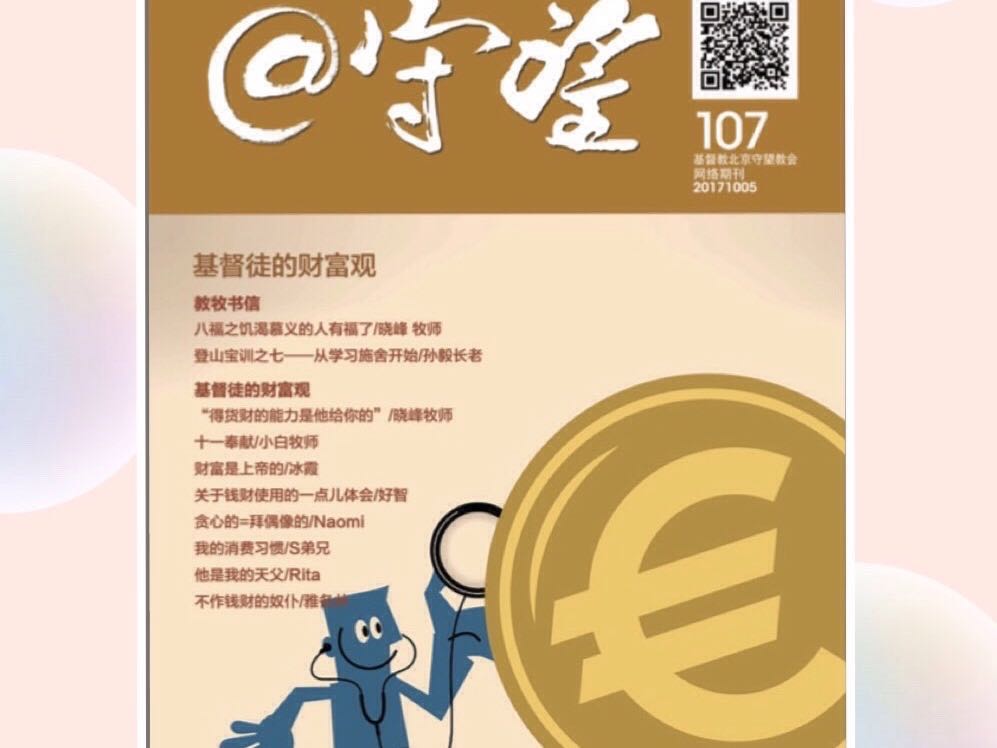 @守望
107
基督教北京守望教会
网络期刊
20171005
基督徒的财富观
教牧书信
八福之饥渴慕义的人有福了/晓峰 牧师
登山宝训之七——从学习施舍开始/孙毅长老
基督徒的财富观
“得货财的能力是他给你的”/晓峰牧师
十一奉献/小白牧师
财富是上帝的/冰霞
关于钱财使用的一点儿体会/好智
贪心的=拜偶像的/Naomi
我的消费习惯/S弟兄
他是我的天父/Rita
不作钱财的奴仆/雅各
€